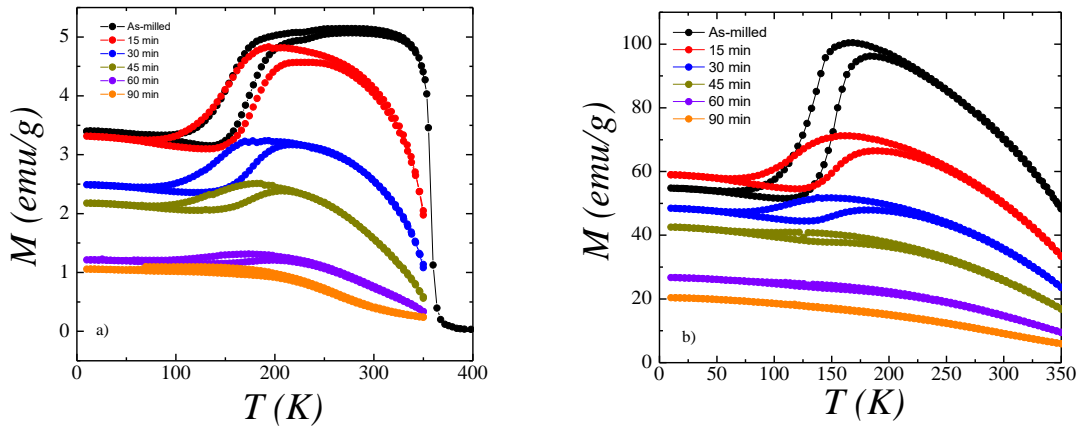 As-milled
15 min
30 min
45 min
60 min
90 min
5
4
3
2
1
0
M (emu/g)
a)
0 100 200 300 400
T (K)
As-milled
15 min
30 min
45 min
60 min
90 min
100
80
60
40
20
0
M (emu/g)
b)
0 50 100 150 200 250 300 350
T (K)